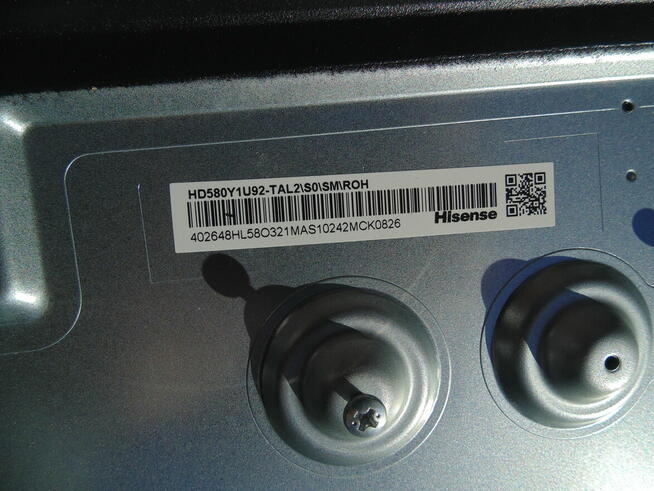 HD580Y1U92-TAL2\S0\SM\ROH
Hisense
402648HL58O321MAS10242MCK0826